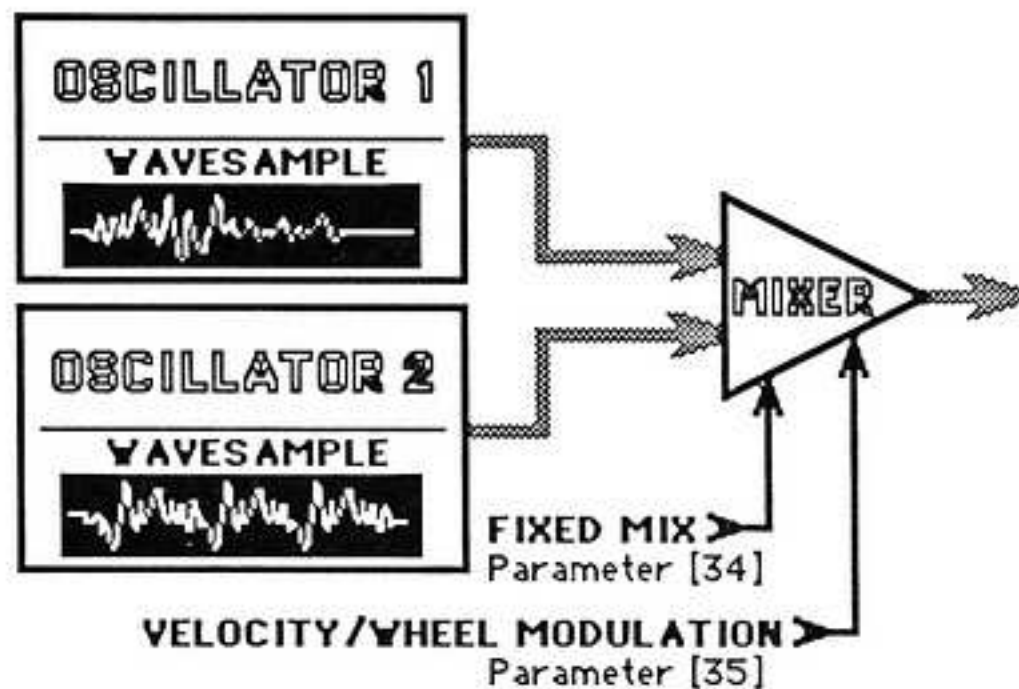 OSCILLATOR 1
WAVESAMPLE
OSCILLATOR 2
WAVESAMPLE
MIXER
FIXED MIX
Parameter [34]
VELOCITY/WHEEL MODULATION
Parameter [35]